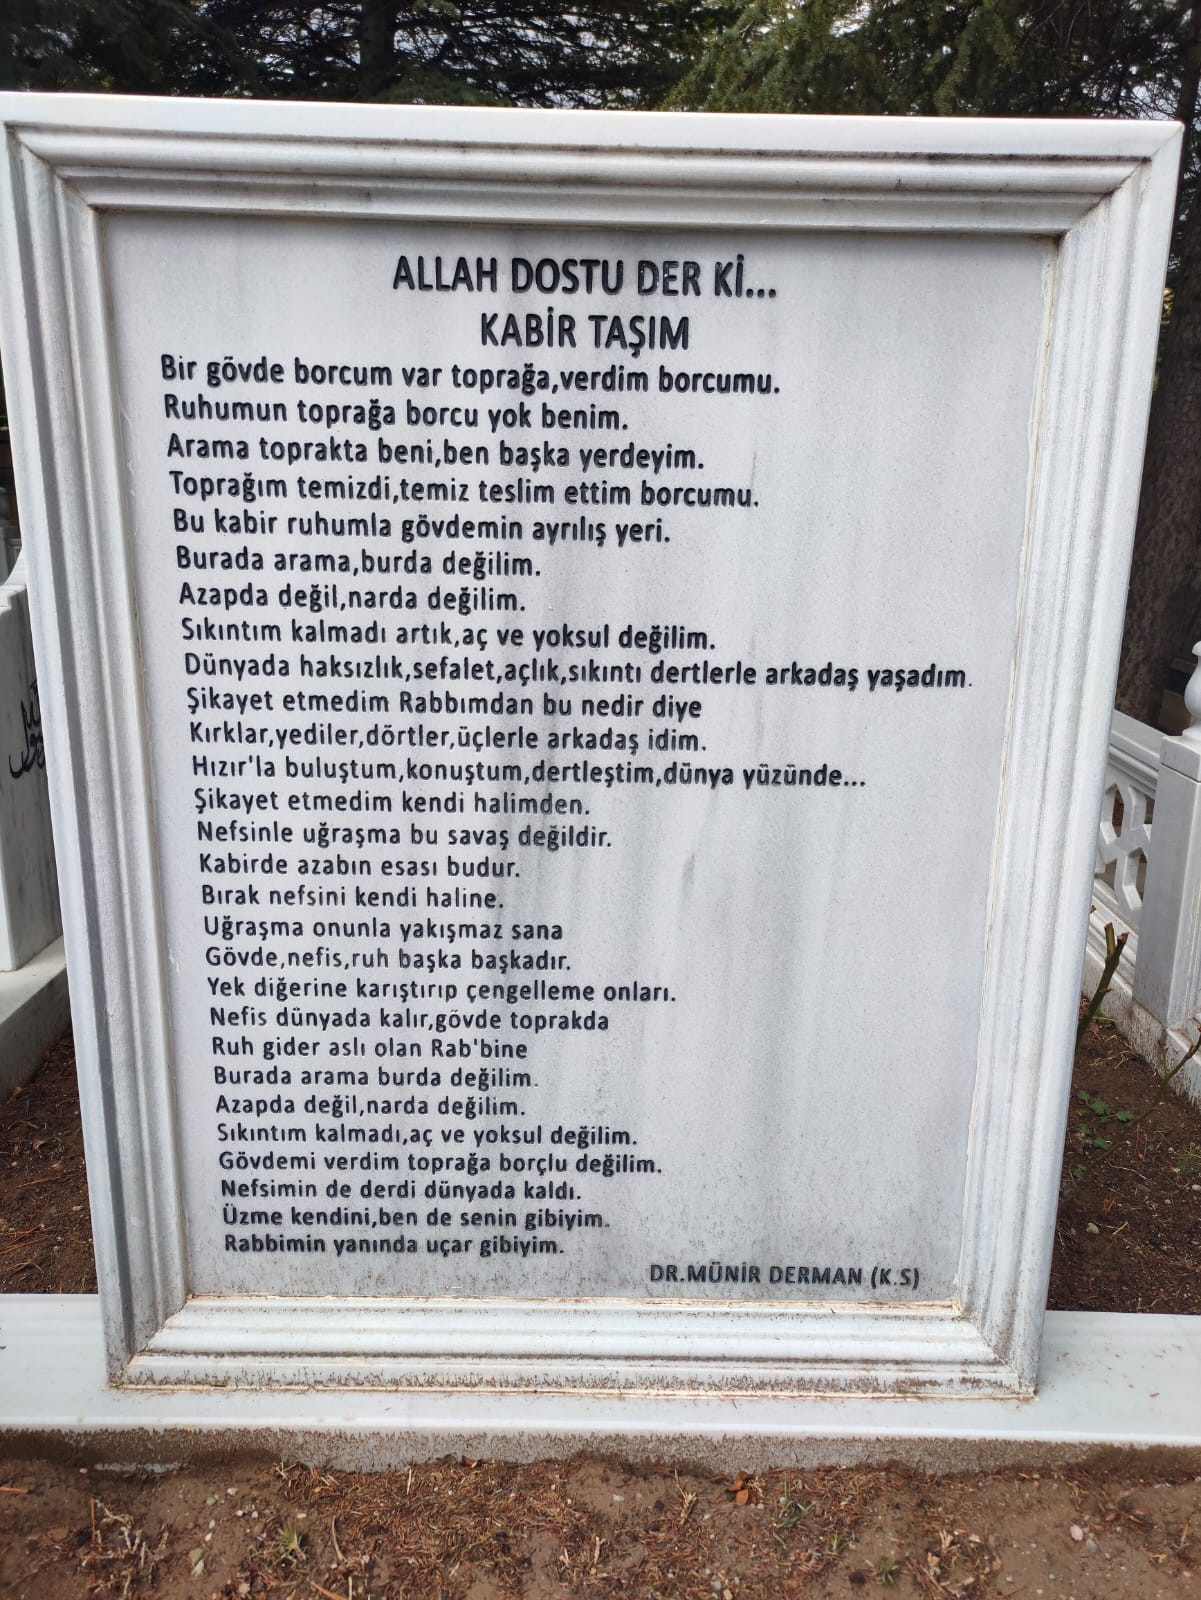 ALLAH DOSTU DER Kİ...
KABİR TAŞIM
Bir gövde borcum var toprağa,verdim borcumu.
Ruhumun toprağa borcu yok benim.
Arama toprakta beni,ben başka yerdeyim.
Toprağım temizdi,temiz teslim ettim borcumu.
Bu kabir ruhumla gövdemin ayrılış yeri.
Burada arama,burda değilim.
Azapda değil,narda değilim.
Sıkıntım kalmadı artık,aç ve yoksul değilim.
Dünyada haksızlık,sefalet,açlık,sıkıntı dertlerle arkadaş yaşadım.
Şikayet etmedim Rabbımdan bu nedir diye
Kırklar,yediler,dörtler,üçlerle arkadaş idim.
Hızır'la buluştum,konuştum,dertleştim,dünya yüzünde...
Şikayet etmedim kendi halimden.
Nefsinle uğraşma bu savaş değildir.
Kabirde azabın esası budur.
Bırak nefsini kendi haline.
Uğraşma onunla yakışmaz sana
Gövde,nefis,ruh başka başkadır.
Yek diğerine karıştırıp çengelleme onları.
Nefis dünyada kalır,gövde toprakda
Ruh gider aslı olan Rab'bine
Burada arama burda değilim.
Azapda değil,narda değilim.
Sıkıntım kalmadı,aç ve yoksul değilim.
Gövdemi verdim toprağa borçlu değilim.
Nefsimin de derdi dünyada kaldı.
Üzme kendini,ben de senin gibiyim.
Rabbimin yanında uçar gibiyim.
DR.MÜNİR DERMAN (K.S)